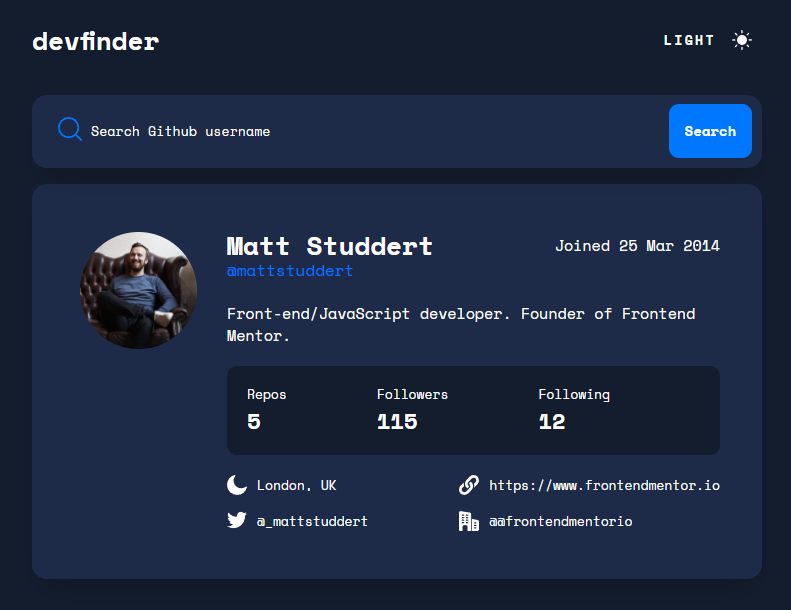 devfinder
LIGHT
Search Github username
Search
Matt Studdert
Joined 25 Mar 2014
@mattstuddert
Front-end/JavaScript developer. Founder of Frontend
Mentor.
Repos
Followers
Following
5
115
12
London, UK
https://www.frontendmentor.io
@_mattstuddert
@@frontendmentorio